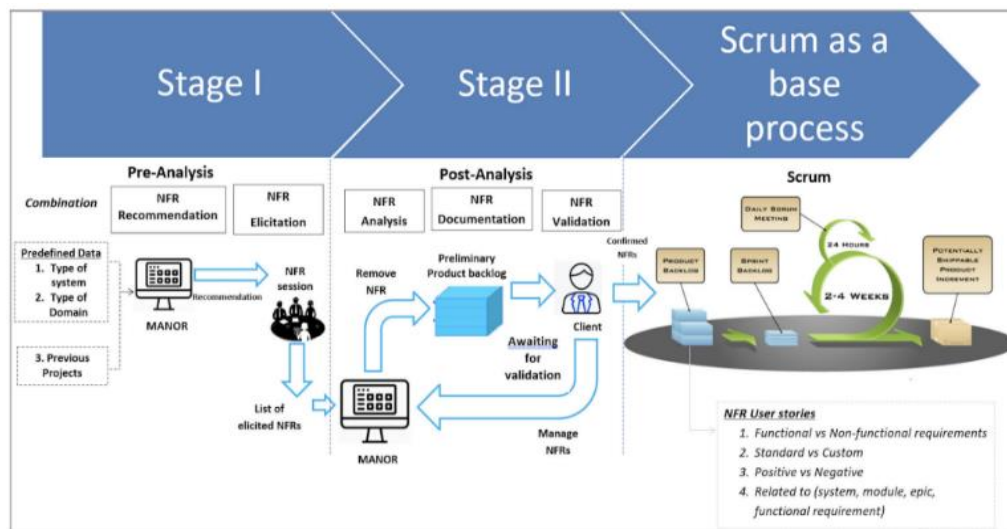 Stage I
Stage II
Scrum as a
base
process
Pre-Analysis
Post-Analysis
Scrum
Combination
NFR
Recommendation
NFR
Elicitation
NFR
Analysis
NFR
Documentation
NFR
Validation
Predefined Data
1. Type of
system
2. Type of
Domain
3. Previous
Projects
MANOR
Recommendation
NFR
session
List of
elicited NFRs
MANOR
Remove
NFR
Preliminary
Product backlog
Client
Awaiting
for
validation
Manage
NFRs
Confirmed
NFRs
PRODUCT
BACKLOG
SPRINT
BACKLOG
DAILY SCRUM
MEETING
24 HOURS
2-4 WEEKS
POTENTIALLY
SHIPPABLE
PRODUCT
INCREMENT
NFR User stories
1. Functional vs Non-functional requirements
2. Standard vs Custom
3. Positive vs Negative
4. Related to (system, module, epic,
functional requirement)